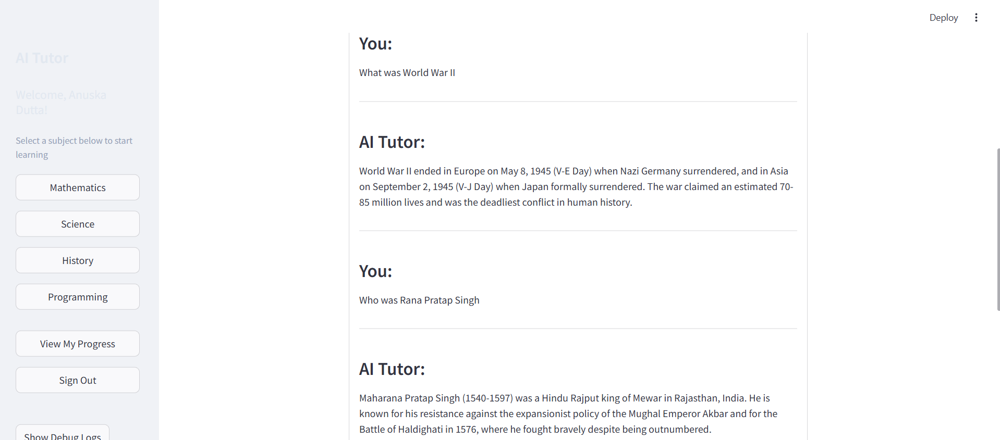 Deploy
AI Tutor
Welcome, Anuska
Dutta!
Select a subject below to start
learning
Mathematics
Science
History
Programming
View My Progress
Sign Out
Show Debug Logs
You:
What was World War II
AI Tutor:
World War II ended in Europe on May 8, 1945 (V-E Day) when Nazi Germany surrendered, and in Asia
on September 2, 1945 (V-J Day) when Japan formally surrendered. The war claimed an estimated 70-
85 million lives and was the deadliest conflict in human history.
You:
Who was Rana Pratap Singh
AI Tutor:
Maharana Pratap Singh (1540-1597) was a Hindu Rajput king of Mewar in Rajasthan, India. He is
known for his resistance against the expansionist policy of the Mughal Emperor Akbar and for the
Battle of Haldighati in 1576, where he fought bravely despite being outnumbered.